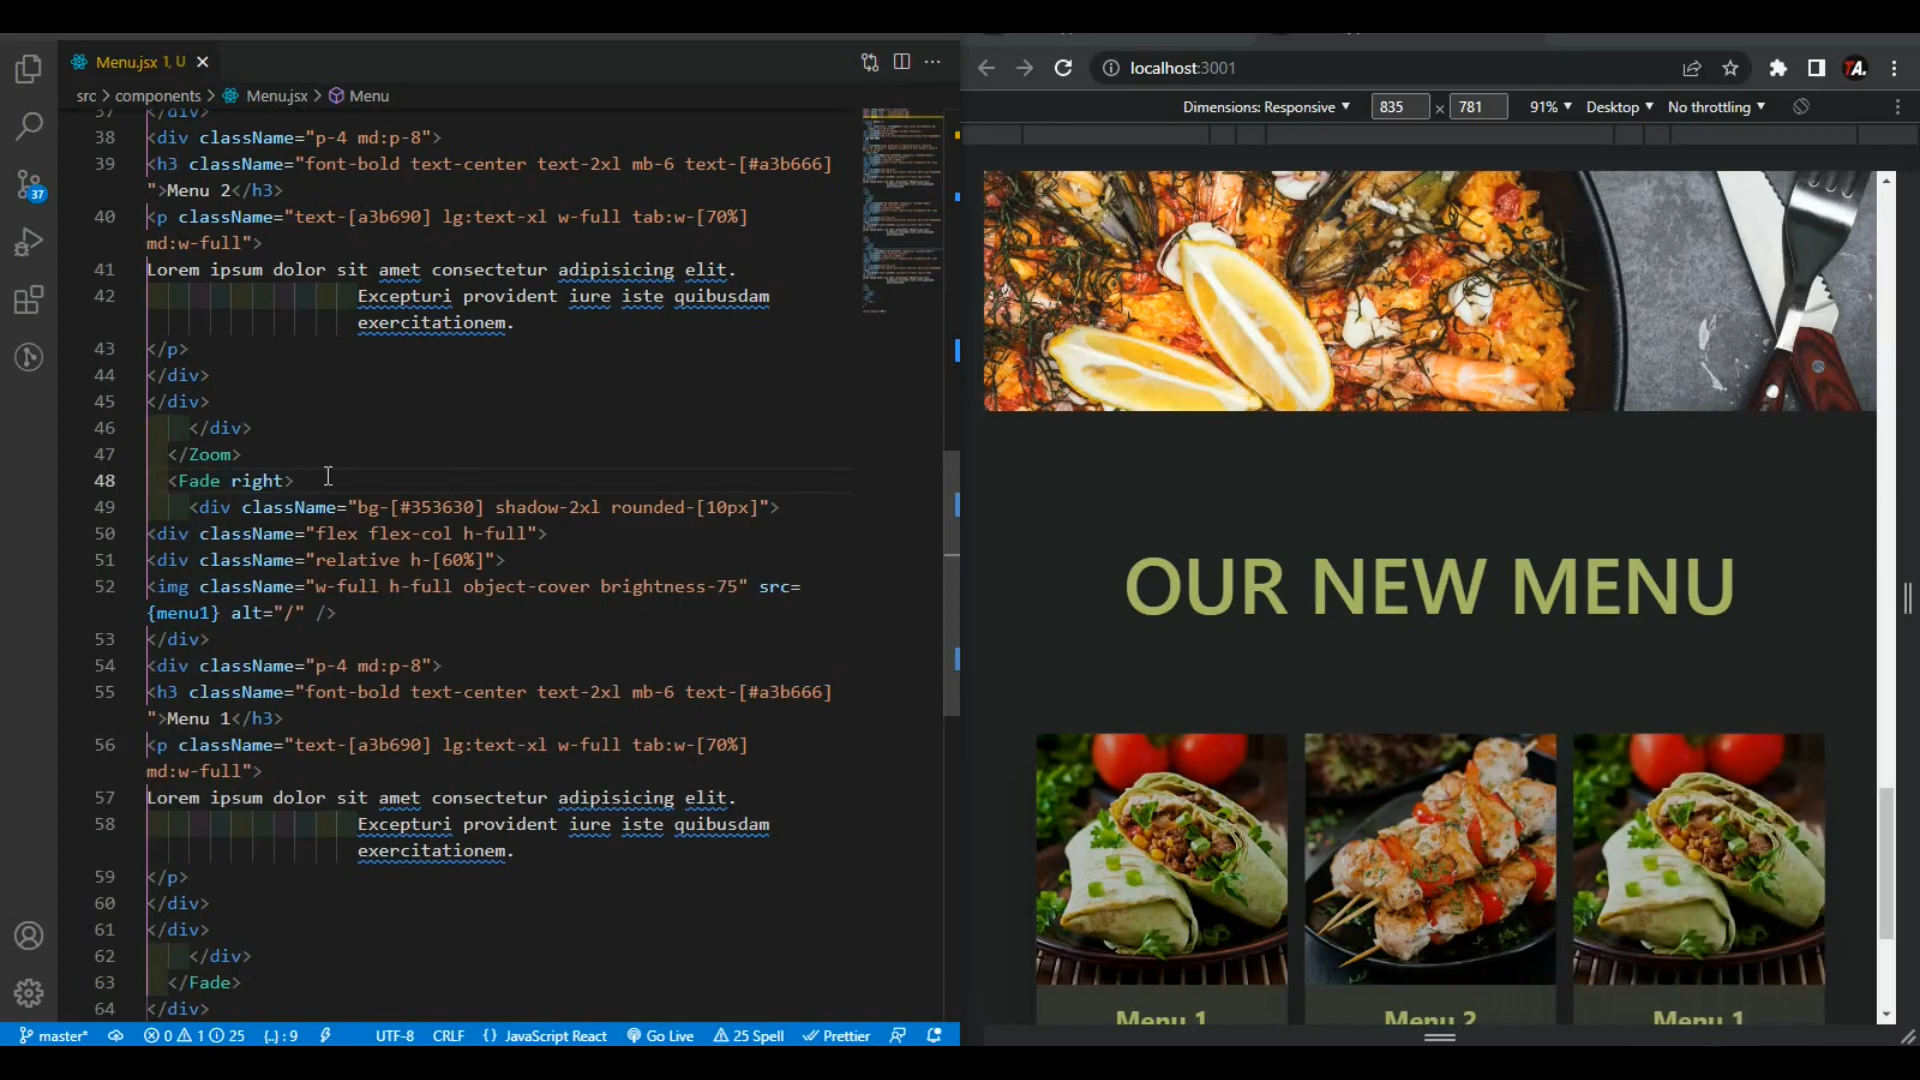 Menu.jsx 1, U
src > components > Menu.jsx > Menu
37 </div>
38 <div className="p-4 md:p-8">
39 <h3 className="font-bold text-center text-2xl mb-6 text-[#a3b666]
">Menu 2</h3>
40 <p className="text-[a3b690] lg:text-xl w-full tab:w-[70%]
md:w-full">
41 Lorem ipsum dolor sit amet consectetur adipisicing elit.
42 Excepturi provident iure iste quibusdam
exercitationem.
43 </p>
44 </div>
45 </div>
46 </div>
47 </Zoom>
48 <Fade right>
49 <div className="bg-[#353630] shadow-2xl rounded-[10px]">
50 <div className="flex flex-col h-full">
51 <div className="relative h-[60%]">
52 <img className="w-full h-full object-cover brightness-75" src=
{menu1} alt="/" />
53 </div>
54 <div className="p-4 md:p-8">
55 <h3 className="font-bold text-center text-2xl mb-6 text-[#a3b666]
">Menu 1</h3>
56 <p className="text-[a3b690] lg:text-xl w-full tab:w-[70%]
md:w-full">
57 Lorem ipsum dolor sit amet consectetur adipisicing elit.
58 Excepturi provident iure iste quibusdam
exercitationem.
59 </p>
60 </div>
61 </div>
62 </div>
63 </Fade>
64 </div>
37
master* 0 1 25 {..} : 9 UTF-8 CRLF {} JavaScript React Go Live 25 Spell Prettier
localhost:3001
TA.
Dimensions: Responsive 835 x 781 91% Desktop No throttling
OUR NEW MENU
Menu 1 Menu 2 Menu 1